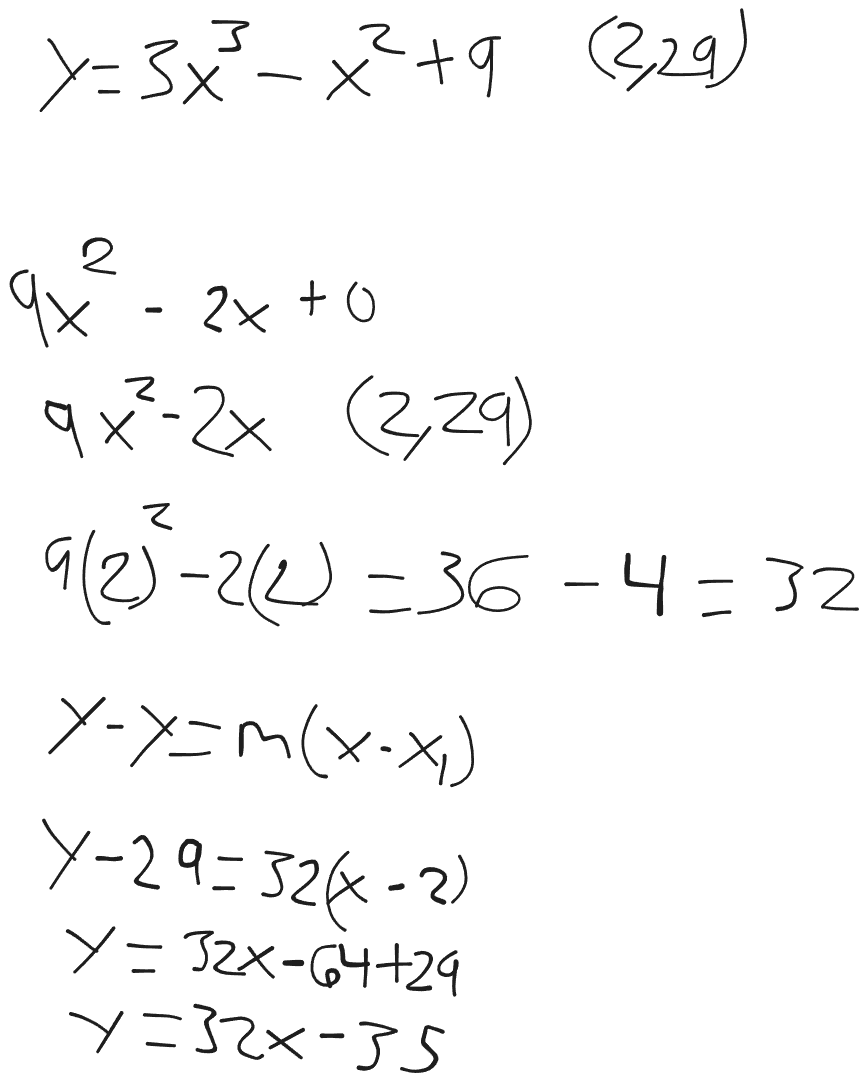 y=3x³ - x²+9 (2,29)
9x² - 2x + 0
9x²-2x (2,29)
9(2)²-2(2) =36 - 4 = 32
y-y=m(x-x₁)
y-29=32(x-2)
y=32x-64+29
y=32x-35